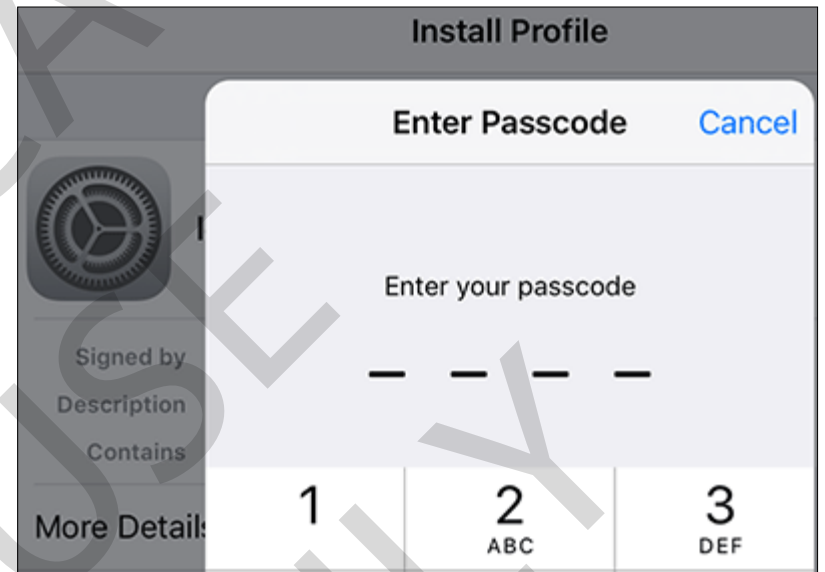 Install Profile
Enter Passcode
Cancel
Enter your passcode
Signed by
Description
Contains
More Details
1
2
3
ABC
DEF
USE